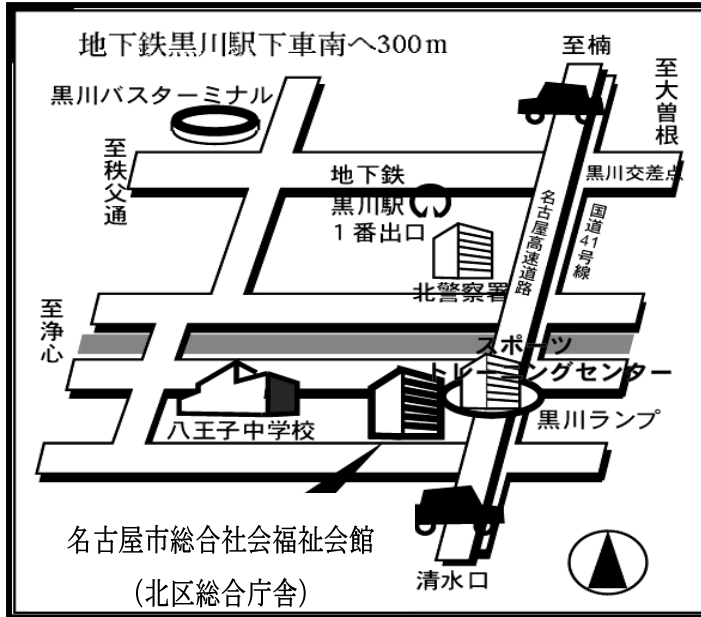 地下鉄黒川駅下車南へ300m
至楠
至大曽根
黒川バスターミナル
至秩父通
黒川交差点
地下鉄
黒川駅
1番出口
名古屋高速道路
国道41号線
北警察署
至浄心
スポーツ
トレーニングセンター
黒川ランプ
八王子中学校
名古屋市総合社会福祉会館
(北区総合庁舎)
清水口